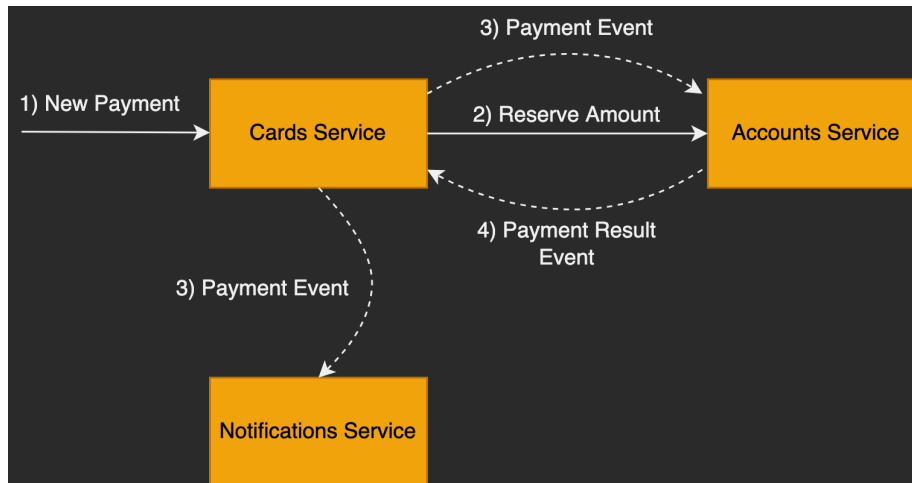 3) Payment Event
1) New Payment
2) Reserve Amount
Cards Service
Accounts Service
4) Payment Result
Event
3) Payment Event
Notifications Service